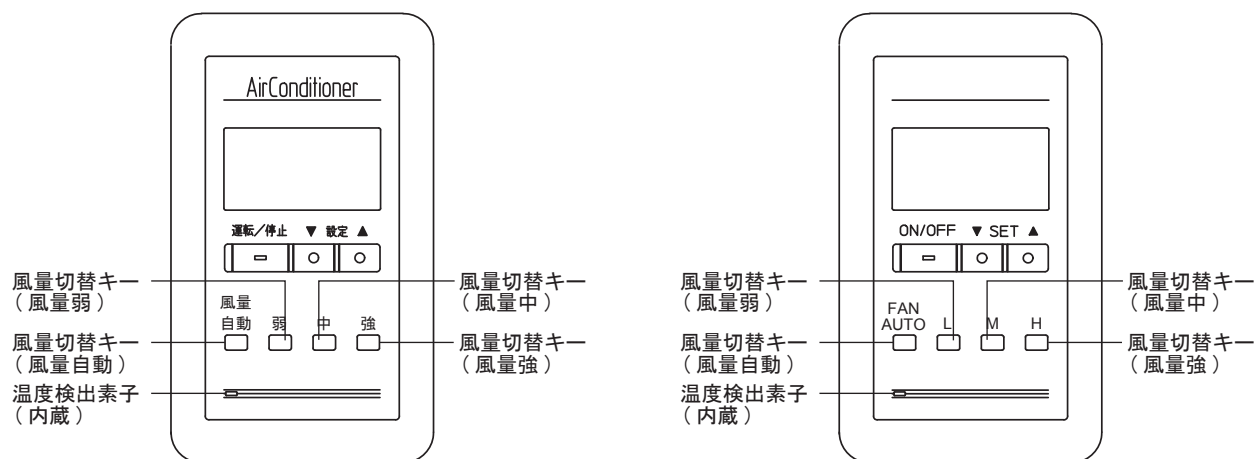 AirConditioner
運転／停止 ▼ 設定 ▲
風量切替キー
（風量弱）
風量切替キー
（風量中）
風量
自動 弱 中 強
風量切替キー
（風量自動）
風量切替キー
（風量強）
温度検出素子
（内蔵）
ON/OFF ▼ SET ▲
風量切替キー
（風量弱）
風量切替キー
（風量中）
FAN
AUTO L M H
風量切替キー
（風量自動）
風量切替キー
（風量強）
温度検出素子
（内蔵）